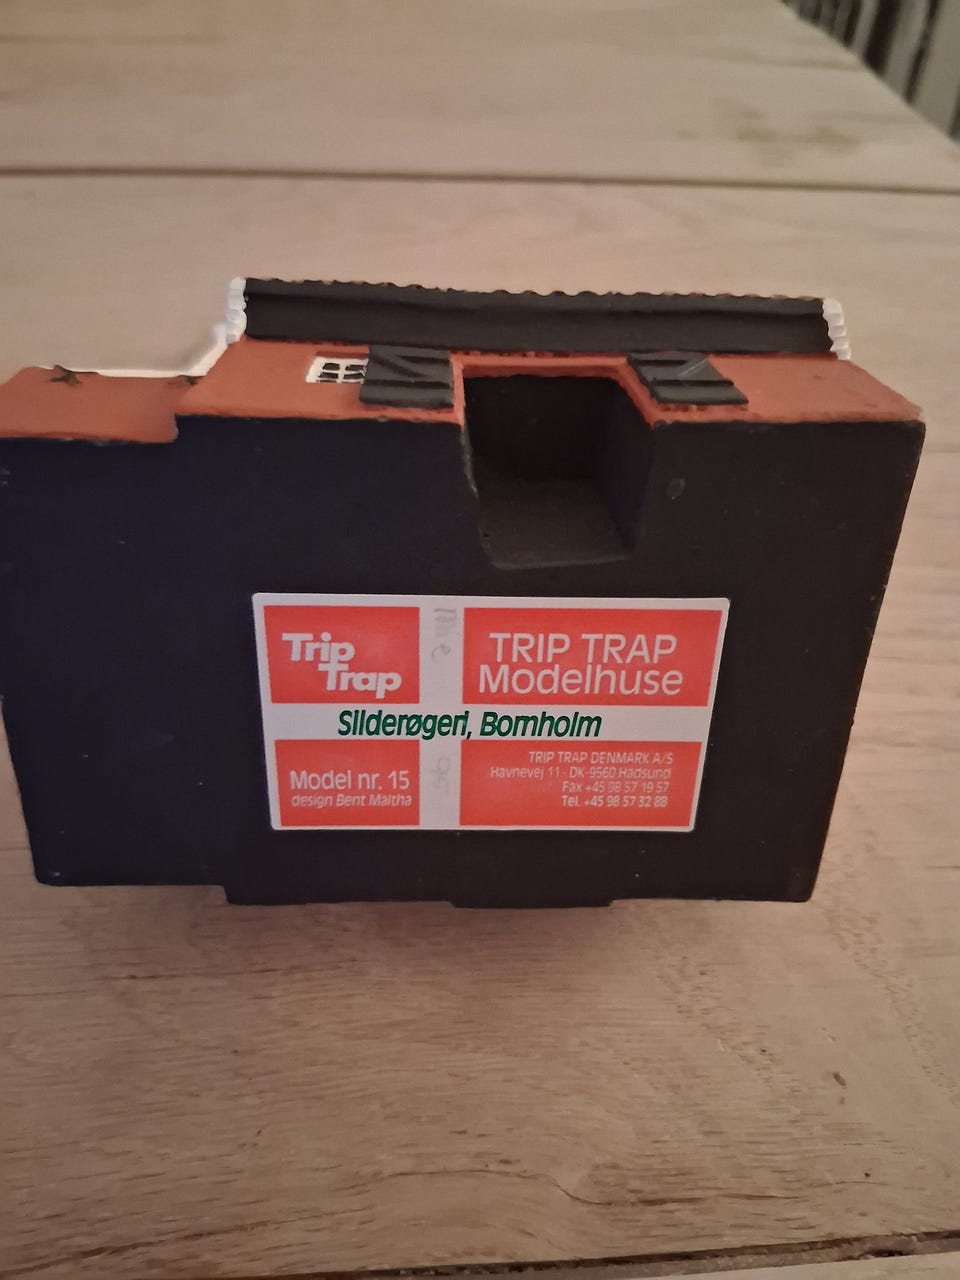 Trip
Trap
TRIP TRAP
Modelhuse
Silderøgeri, Bornholm
Model nr. 15
design Bent Maltha
TRIP TRAP DENMARK A/S
Havnevej 11 - DK-9560 Hadsund
Fax +45 98 57 19 57
Tel. +45 98 57 32 88